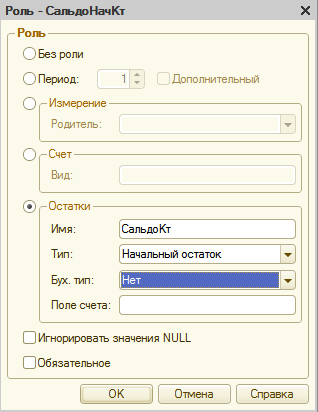 Роль - СальдоНачКт
Роль
Без роли
Период: 1 Дополнительный
Измерение
Родитель:
Счет
Вид:
Остатки
Имя: СальдоКт
Тип: Начальный остаток
Бух. тип: Нет
Поле счета:
Игнорировать значения NULL
Обязательное
OK Отмена Справка